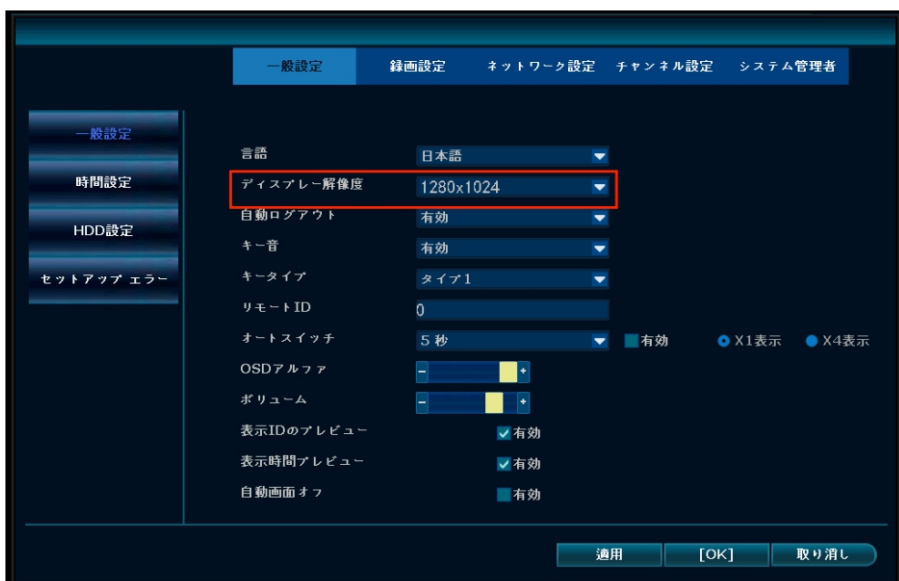 一般設定 録画設定 ネットワーク設定 チャンネル設定 システム管理者
一般設定
時間設定
HDD設定
セットアップ エラー
言語 日本語
ディスプレー解像度 1280x1024
自動ログアウト 有効
キー音 有効
キータイプ タイプ1
リモートID 0
オートスイッチ 5秒 有効 X1表示 X4表示
OSDアルファ - +
ボリューム - +
表示IDのプレビュー 有効
表示時間プレビュー 有効
自動画面オフ 有効
適用 [OK] 取り消し